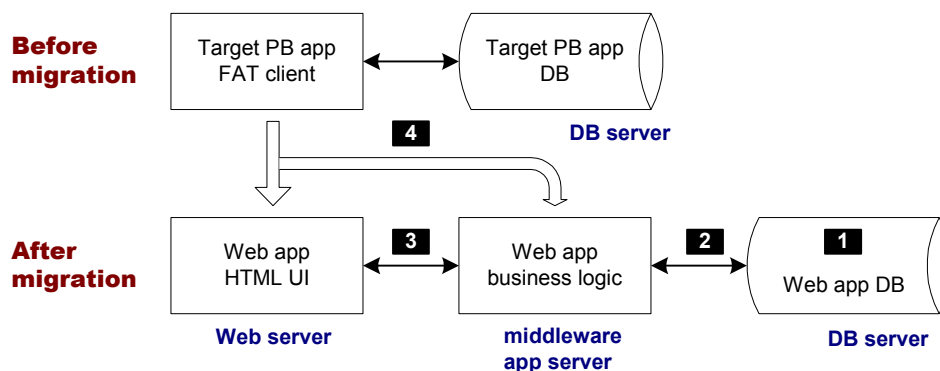 Before
migration
Target PB app
FAT client
Target PB app
DB
DB server
4
After
migration
Web app
HTML UI
3
Web app
business logic
2
1
Web app DB
Web server
middleware
app server
DB server